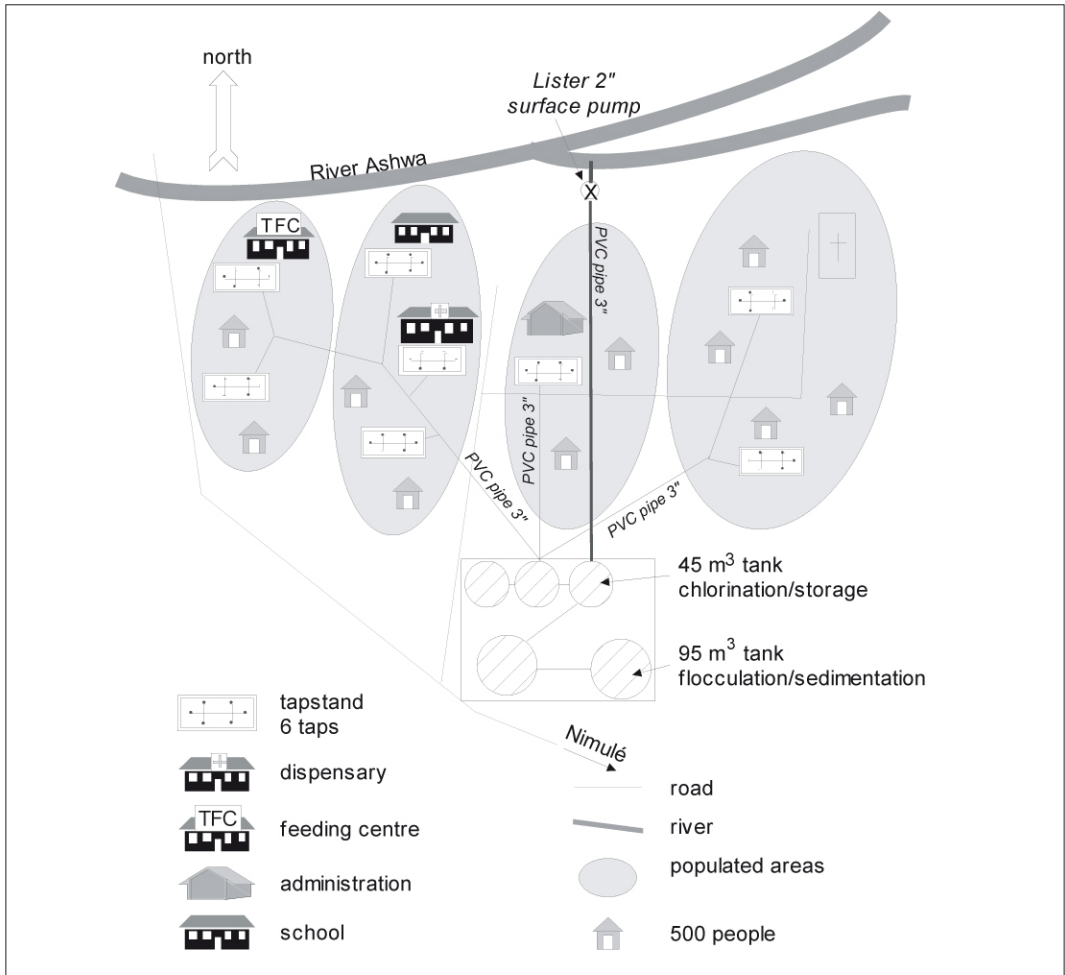 north
Lister 2"
surface pump
River Ashwa
X
TFC
PVC pipe 3"
PVC pipe 3"
PVC pipe 3"
PVC pipe 3"
45 m³ tank
chlorination/storage
95 m³ tank
flocculation/sedimentation
Nimulé
tapstand
6 taps
dispensary
TFC
feeding centre
administration
school
road
river
populated areas
500 people